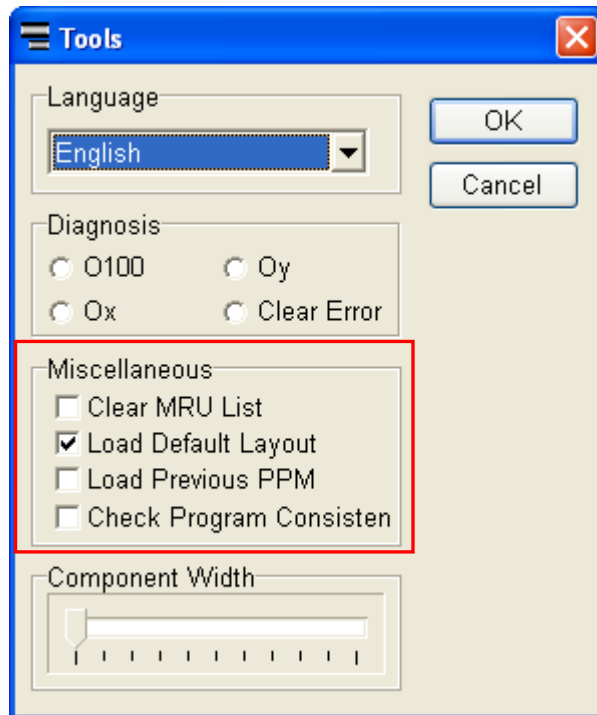 Tools
Language
English
OK
Cancel
Diagnosis
O100
Oy
Ox
Clear Error
Miscellaneous
Clear MRU List
Load Default Layout
Load Previous PPM
Check Program Consisten
Component Width